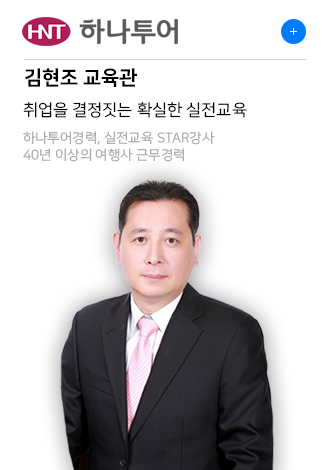 HNT 하나투어
김현조 교육관
취업을 결정짓는 확실한 실전교육
하나투어경력, 실전교육 STAR강사
40년 이상의 여행사 근무경력